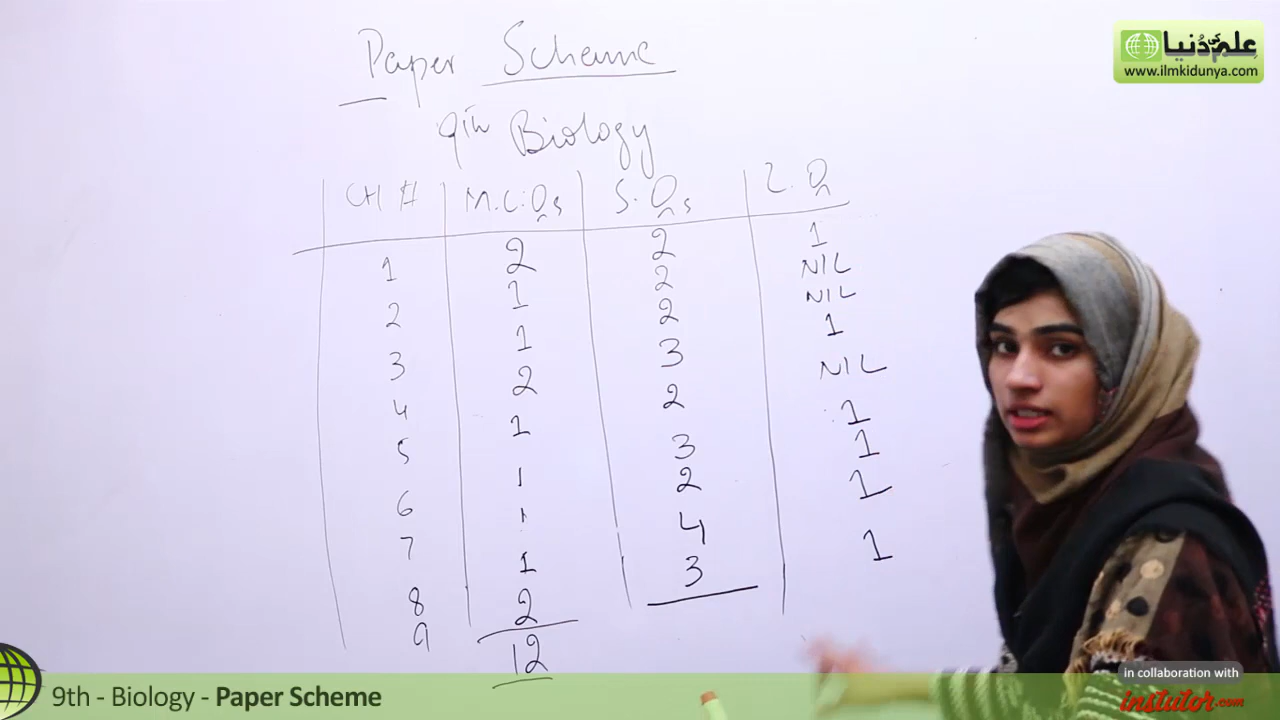 Paper Scheme
9th Biology
CH # M.C.Qs S.Qs L.Q
1 2 2 1
2 1 2 NIL
3 1 2 NIL
4 2 3 1
5 1 2 NIL
6 1 3 1
7 1 2 1
8 1 4 1
9 2 3 1
12
علم کی دُنیا
www.ilmkidunya.com
9th - Biology - Paper Scheme
in collaboration with
instutor.com